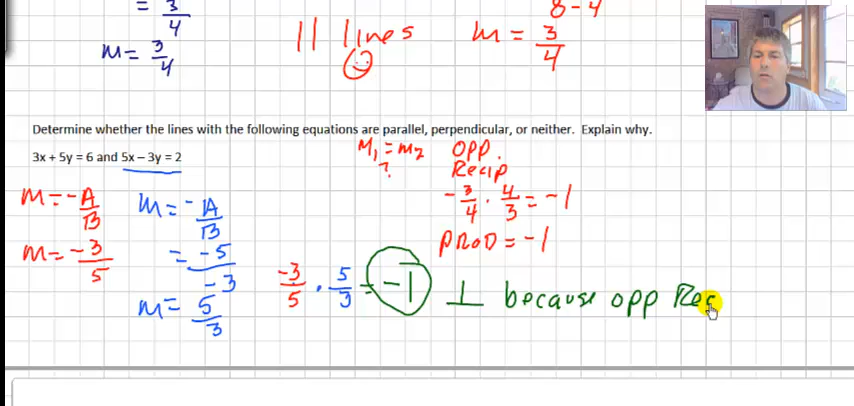 = 3/4
m = 3/4
|| lines
8-4
m = 3/4
Determine whether the lines with the following equations are parallel, perpendicular, or neither. Explain why.
3x + 5y = 6 and 5x – 3y = 2
M₁ = m₂
?
OPP.
Recip
-3/4 · 4/3 = -1
PROD = -1
m = -A/B
m = -3/5
m = -A/B
= -5/-3
m = 5/3
-3/5 · 5/3 = -1
⊥ because opp Rec